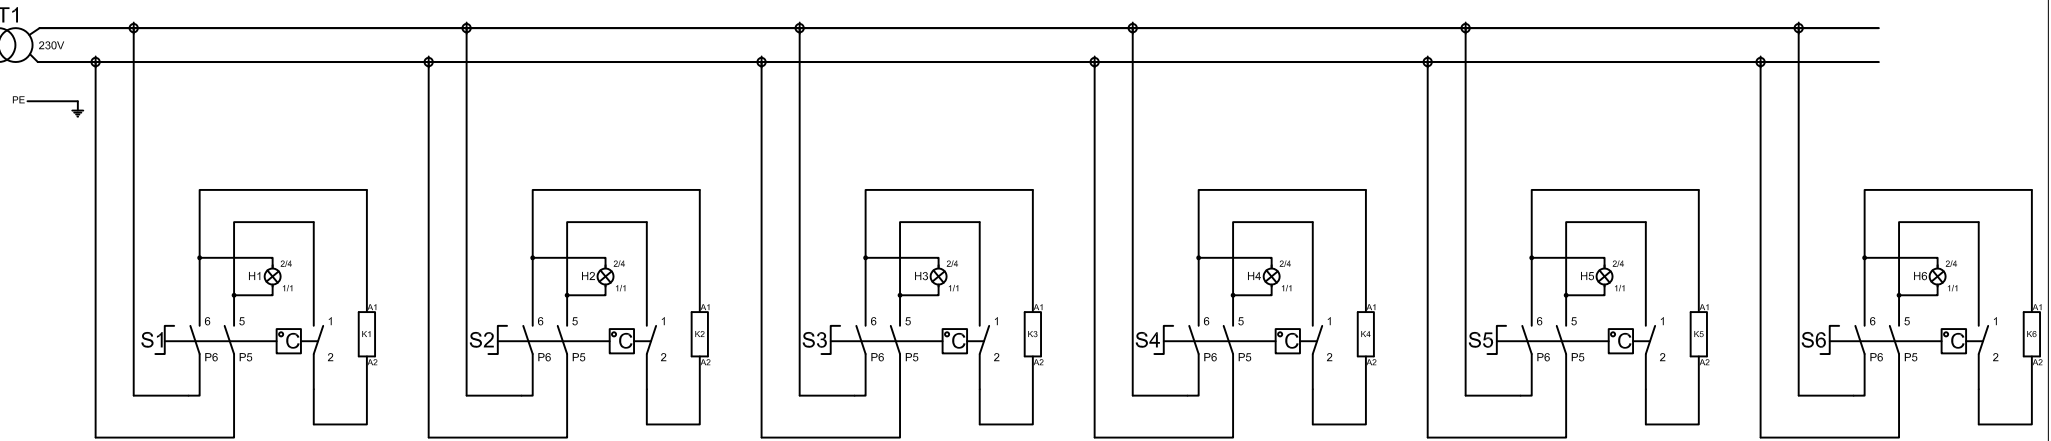 T1
230V
PE
2/4
H1
1/1
A1
6 5 1
S1 °C K1
P6 P5 2
A2
2/4
H2
1/1
A1
6 5 1
S2 °C K2
P6 P5 2
A2
2/4
H3
1/1
A1
6 5 1
S3 °C K3
P6 P5 2
A2
2/4
H4
1/1
A1
6 5 1
S4 °C K4
P6 P5 2
A2
2/4
H5
1/1
A1
6 5 1
S5 °C K5
P6 P5 2
A2
2/4
H6
1/1
A1
6 5 1
S6 °C K6
P6 P5 2
A2